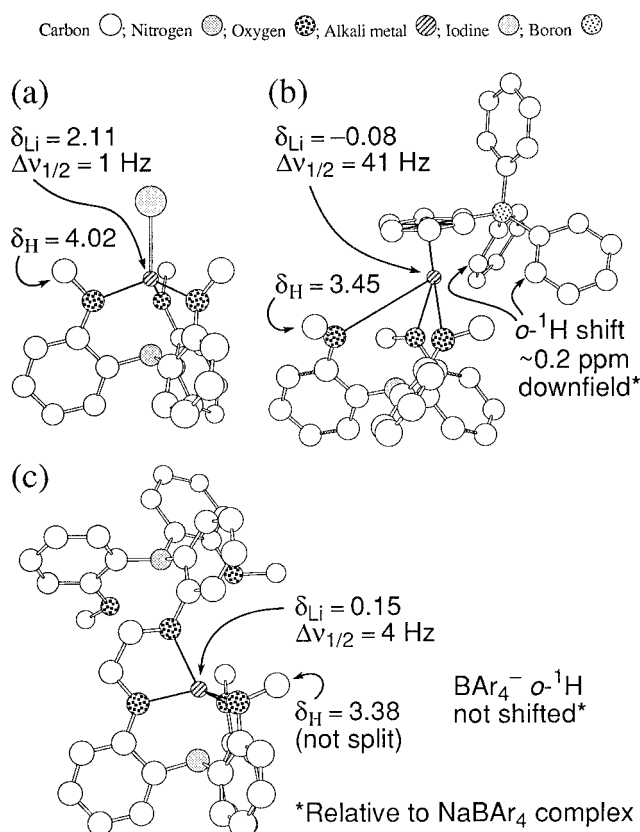 Carbon ; Nitrogen ; Oxygen ; Alkali metal ; Iodine ; Boron
(a)
δLi = 2.11
Δν1/2 = 1 Hz
δH = 4.02
(b)
δLi = −0.08
Δν1/2 = 41 Hz
δH = 3.45
o-¹H shift
~0.2 ppm
downfield*
(c)
δLi = 0.15
Δν1/2 = 4 Hz
δH = 3.38
(not split)
BAr₄⁻ o-¹H
not shifted*
*Relative to NaBAr₄ complex